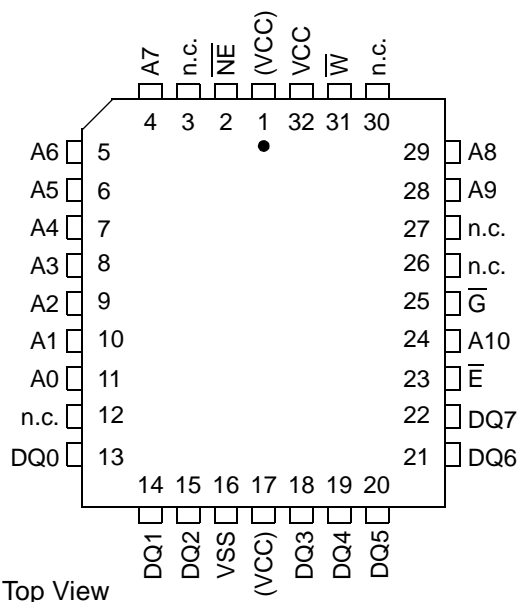 A7 n.c. N̅E̅ (VCC) VCC W̅ n.c.
4 3 2 1 32 31 30
A6 5 29 A8
A5 6 28 A9
A4 7 27 n.c.
A3 8 26 n.c.
A2 9 25 G̅
A1 10 24 A10
A0 11 23 E̅
n.c. 12 22 DQ7
DQ0 13 21 DQ6
14 15 16 17 18 19 20
DQ1 DQ2 VSS (VCC) DQ3 DQ4 DQ5
Top View